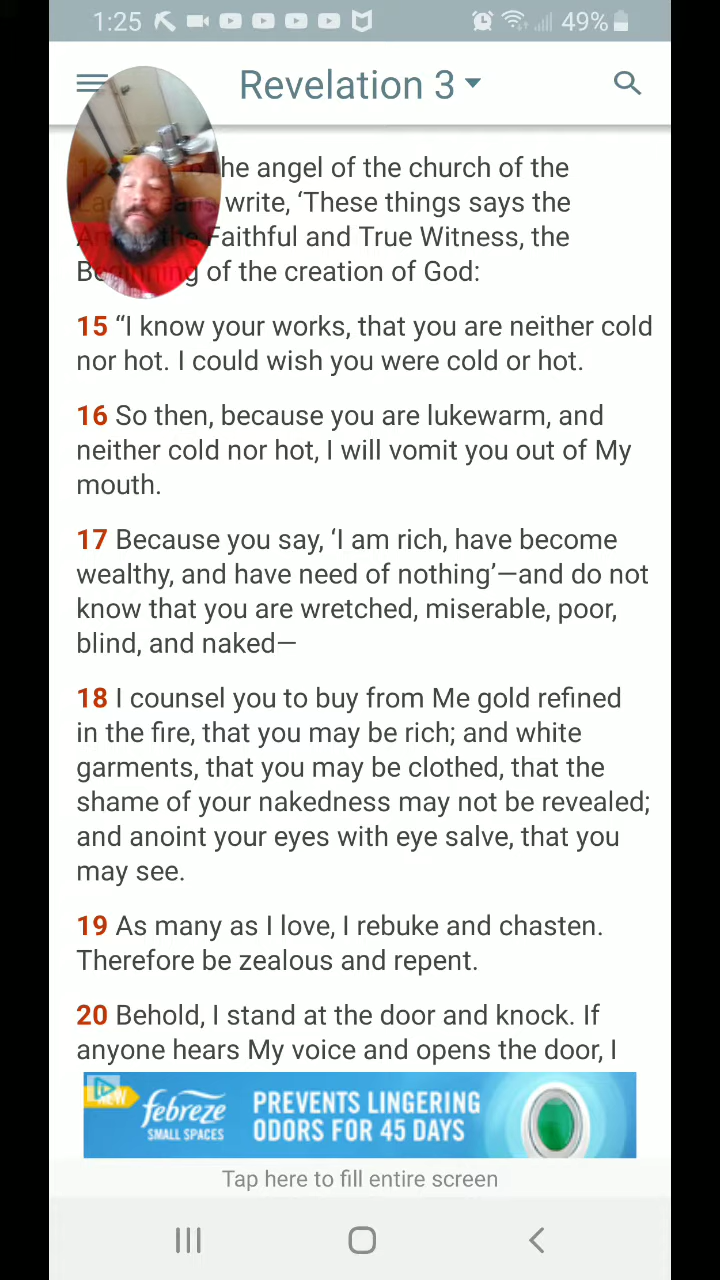 1:25 49%
Revelation 3
he angel of the church of the
write, ‘These things says the
the Faithful and True Witness, the
Beginning of the creation of God:
15 “I know your works, that you are neither cold
nor hot. I could wish you were cold or hot.
16 So then, because you are lukewarm, and
neither cold nor hot, I will vomit you out of My
mouth.
17 Because you say, ‘I am rich, have become
wealthy, and have need of nothing’—and do not
know that you are wretched, miserable, poor,
blind, and naked—
18 I counsel you to buy from Me gold refined
in the fire, that you may be rich; and white
garments, that you may be clothed, that the
shame of your nakedness may not be revealed;
and anoint your eyes with eye salve, that you
may see.
19 As many as I love, I rebuke and chasten.
Therefore be zealous and repent.
20 Behold, I stand at the door and knock. If
anyone hears My voice and opens the door, I
NEW
febreze
SMALL SPACES
PREVENTS LINGERING
ODORS FOR 45 DAYS
Tap here to fill entire screen